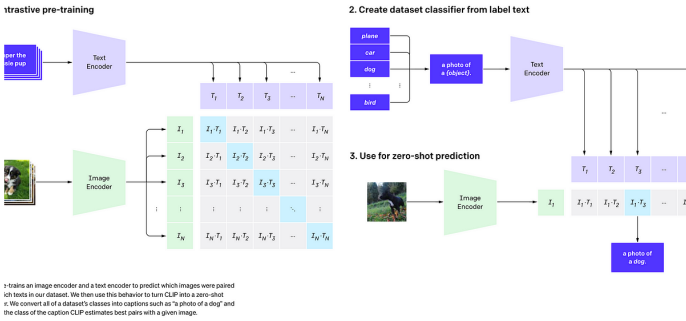 ntrastive pre-training
per the
sie pup
Text
Encoder
...
T1 T2 T3 ... TN
I1 I1·T1 I1·T2 I1·T3 ... I1·TN
I2 I2·T1 I2·T2 I2·T3 ... I2·TN
I3 I3·T1 I3·T2 I3·T3 ... I3·TN
⋮ ⋮ ⋮ ⋮ ⋱ ⋮
IN IN·T1 IN·T2 IN·T3 ... IN·TN
Image
Encoder
2. Create dataset classifier from label text
plane
car
dog
⋮ ⋮
bird
a photo of
a {object}.
Text
Encoder
3. Use for zero-shot prediction
...
T1 T2 T3 ...
Image
Encoder
I1 I1·T1 I1·T2 I1·T3 ...
a photo of
a dog.
e-trains an image encoder and a text encoder to predict which images were paired
ich texts in our dataset. We then use this behavior to turn CLIP into a zero-shot
er. We convert all of a dataset's classes into captions such as "a photo of a dog" and
the class of the caption CLIP estimates best pairs with a given image.